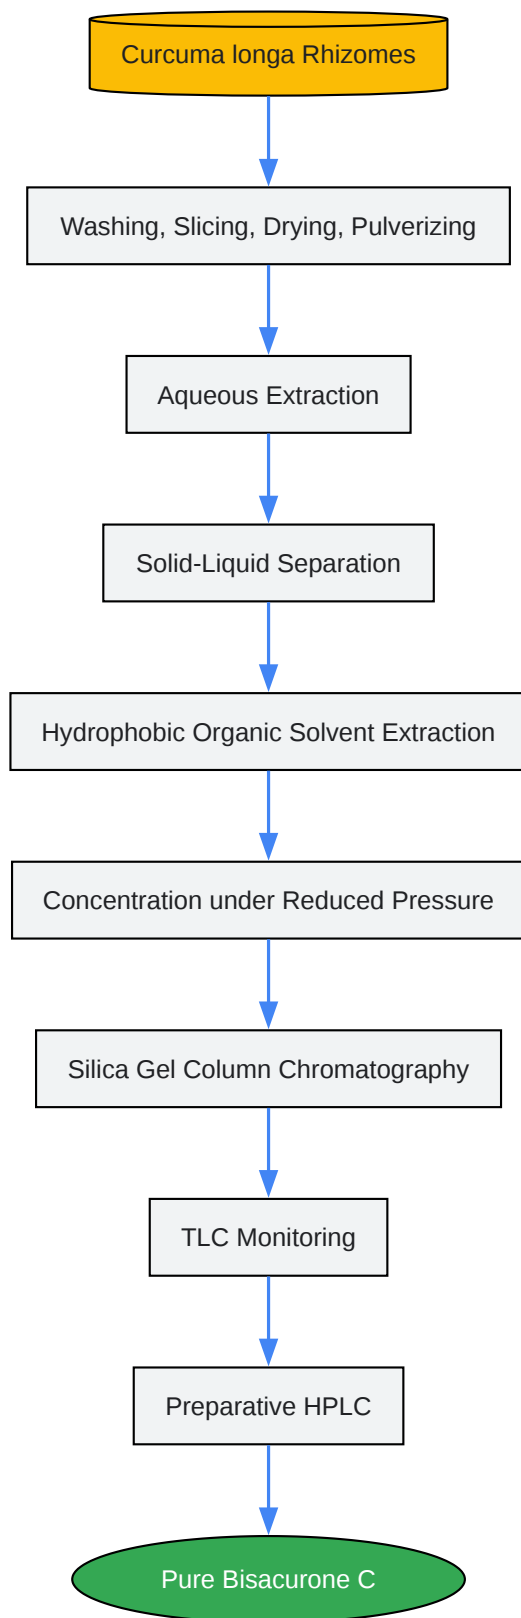 Curcuma longa Rhizomes
Washing, Slicing, Drying, Pulverizing
Aqueous Extraction
Solid-Liquid Separation
Hydrophobic Organic Solvent Extraction
Concentration under Reduced Pressure
Silica Gel Column Chromatography
TLC Monitoring
Preparative HPLC
Pure Bisacurone C